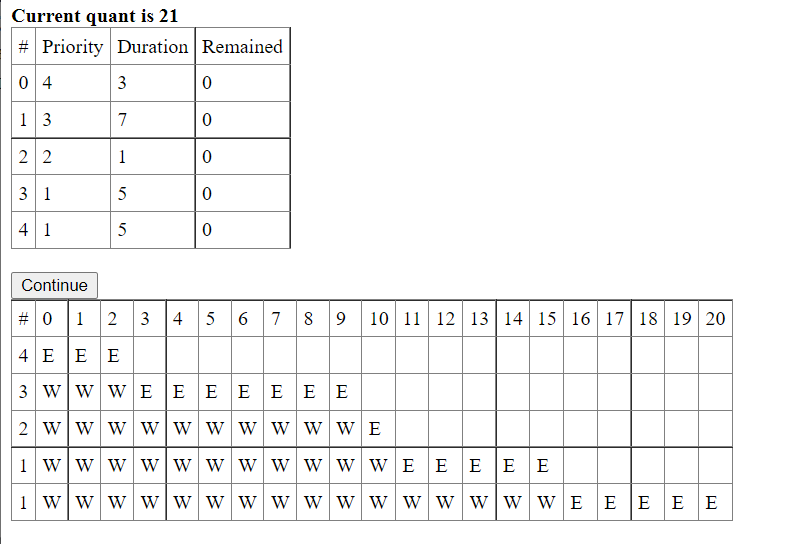 Current quant is 21
# Priority Duration Remained
0 4 3 0
1 3 7 0
2 2 1 0
3 1 5 0
4 1 5 0
Continue
# 0 1 2 3 4 5 6 7 8 9 10 11 12 13 14 15 16 17 18 19 20
4 E E E
3 W W W E E E E E E E
2 W W W W W W W W W W E
1 W W W W W W W W W W W E E E E E
1 W W W W W W W W W W W W W W W W E E E E E